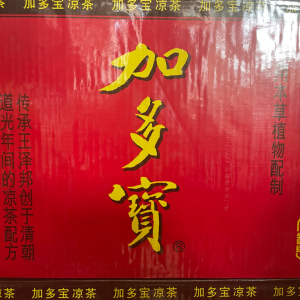 加多宝凉茶 加多宝凉茶 加多宝凉茶
加多寶
传承王泽邦创于清朝
道光年间的凉茶配方
本草植物配制
凉茶 加多宝凉茶 加多宝凉茶 加多